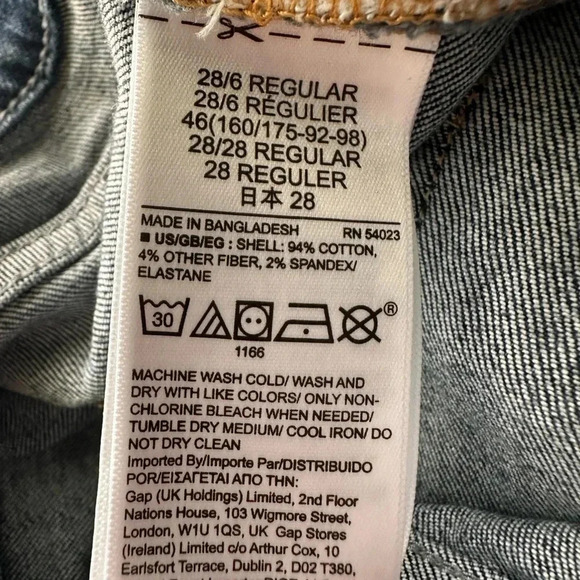 28/6 REGULAR
28/6 RÉGULIER
46(160/175-92-98)
28/28 REGULAR
28 REGULER
日本 28
MADE IN BANGLADESH RN 54023
■ US/GB/EG : SHELL: 94% COTTON,
4% OTHER FIBER, 2% SPANDEX/
ELASTANE
30
®
1166
MACHINE WASH COLD/ WASH AND
DRY WITH LIKE COLORS/ ONLY NON-
CHLORINE BLEACH WHEN NEEDED/
TUMBLE DRY MEDIUM/ COOL IRON/ DO
NOT DRY CLEAN
Imported By/Importe Par/DISTRIBUIDO
POR/ΕΙΣΑΓΕΤΑΙ ΑΠΟ ΤΗΝ:
Gap (UK Holdings) Limited, 2nd Floor
Nations House, 103 Wigmore Street,
London, W1U 1QS, UK Gap Stores
(Ireland) Limited c/o Arthur Cox, 10
Earlsfort Terrace, Dublin 2, D02 T380,